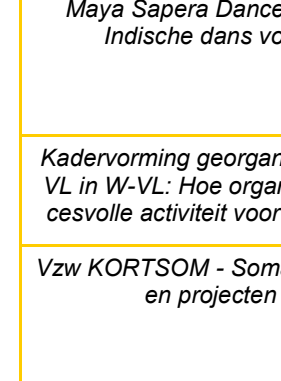 Maya Sapera Dance
Indische dans vo
Kadervorming georgan
VL in W-VL: Hoe organ
cesvolle activiteit voor
Vzw KORTSOM - Soma
en projecten